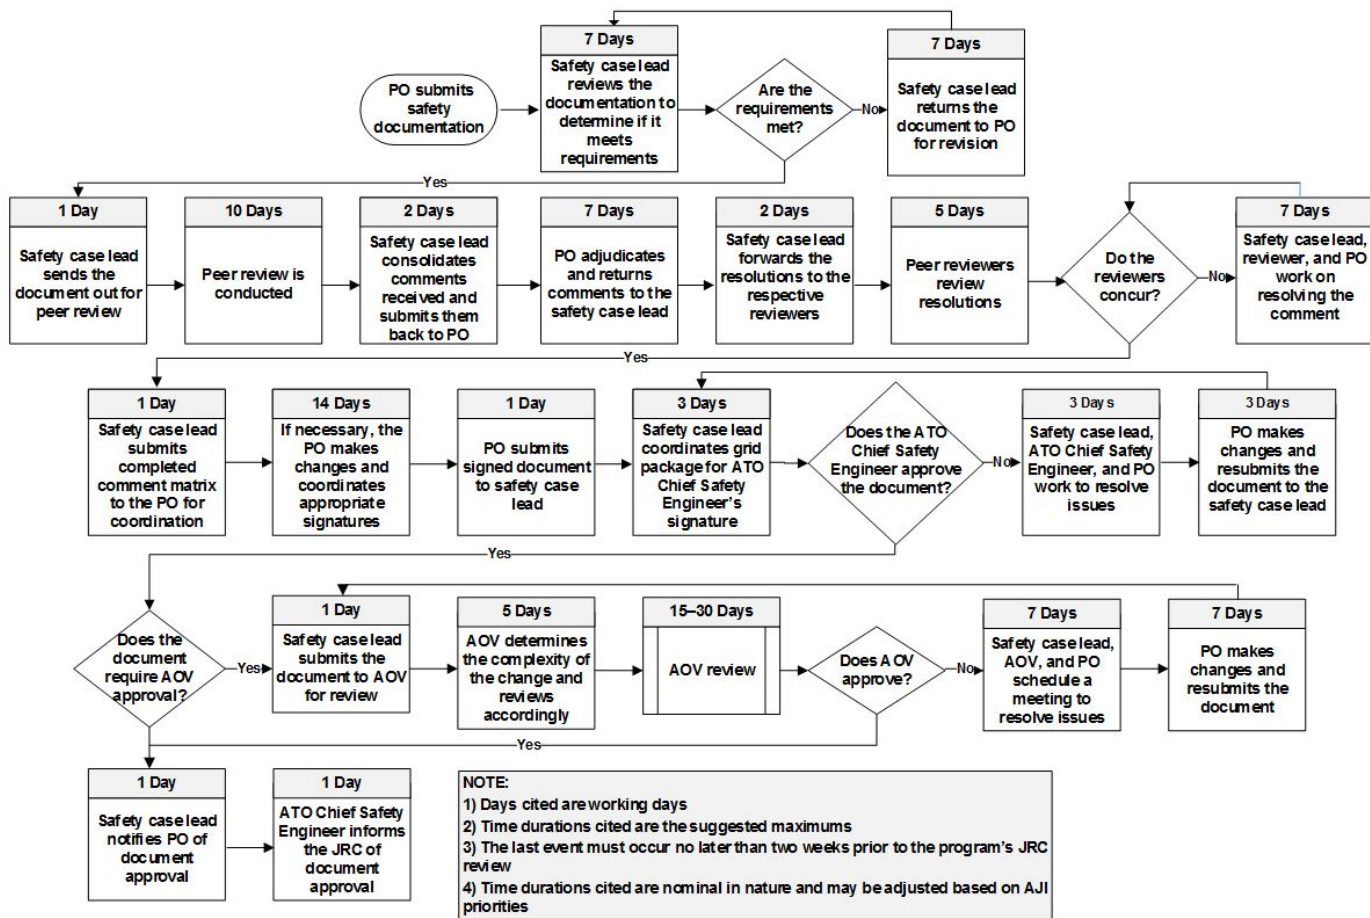 7 Days
7 Days
PO submits
safety
documentation
Safety case lead
reviews the
documentation to
determine if it
meets
requirements
Are the
requirements
met?
No
Safety case lead
returns the
document to PO
for revision
Yes
1 Day
Safety case lead
sends the
document out for
peer review
10 Days
Peer review is
conducted
2 Days
Safety case lead
consolidates
comments
received and
submits them
back to PO
7 Days
PO adjudicates
and returns
comments to the
safety case lead
2 Days
Safety case lead
forwards the
resolutions to the
respective
reviewers
5 Days
Peer reviewers
review
resolutions
Do the
reviewers
concur?
No
7 Days
Safety case lead,
reviewer, and PO
work on
resolving the
comment
Yes
1 Day
Safety case lead
submits
completed
comment matrix
to the PO for
coordination
14 Days
If necessary, the
PO makes
changes and
coordinates
appropriate
signatures
1 Day
PO submits
signed document
to safety case
lead
3 Days
Safety case lead
coordinates grid
package for ATO
Chief Safety
Engineer's
signature
Does the ATO
Chief Safety
Engineer approve
the document?
No
3 Days
Safety case lead,
ATO Chief Safety
Engineer, and PO
work to resolve
issues
3 Days
PO makes
changes and
resubmits the
document to the
safety case lead
Yes
Does the
document
require AOV
approval?
Yes
1 Day
Safety case lead
submits the
document to AOV
for review
5 Days
AOV determines
the complexity of
the change and
reviews
accordingly
15–30 Days
AOV review
Does AOV
approve?
No
7 Days
Safety case lead,
AOV, and PO
schedule a
meeting to
resolve issues
7 Days
PO makes
changes and
resubmits the
document
Yes
1 Day
Safety case lead
notifies PO of
document
approval
1 Day
ATO Chief Safety
Engineer informs
the JRC of
document
approval
NOTE:
1) Days cited are working days
2) Time durations cited are the suggested maximums
3) The last event must occur no later than two weeks prior to the program's JRC
review
4) Time durations cited are nominal in nature and may be adjusted based on AJI
priorities